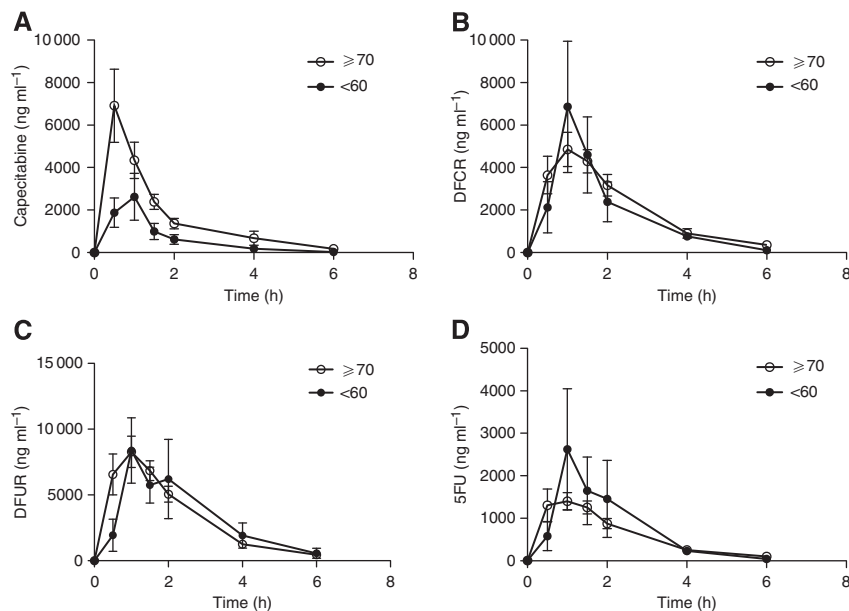 A
Capecitabine (ng ml⁻¹)
10 000
8000
6000
4000
2000
0
0 2 4 6 8
Time (h)
⩾70
<60
B
DFCR (ng ml⁻¹)
10 000
8000
6000
4000
2000
0
0 2 4 6 8
Time (h)
⩾70
<60
C
DFUR (ng ml⁻¹)
15 000
10 000
5000
0
0 2 4 6 8
Time (h)
⩾70
<60
D
5FU (ng ml⁻¹)
5000
4000
3000
2000
1000
0
0 2 4 6 8
Time (h)
⩾70
<60